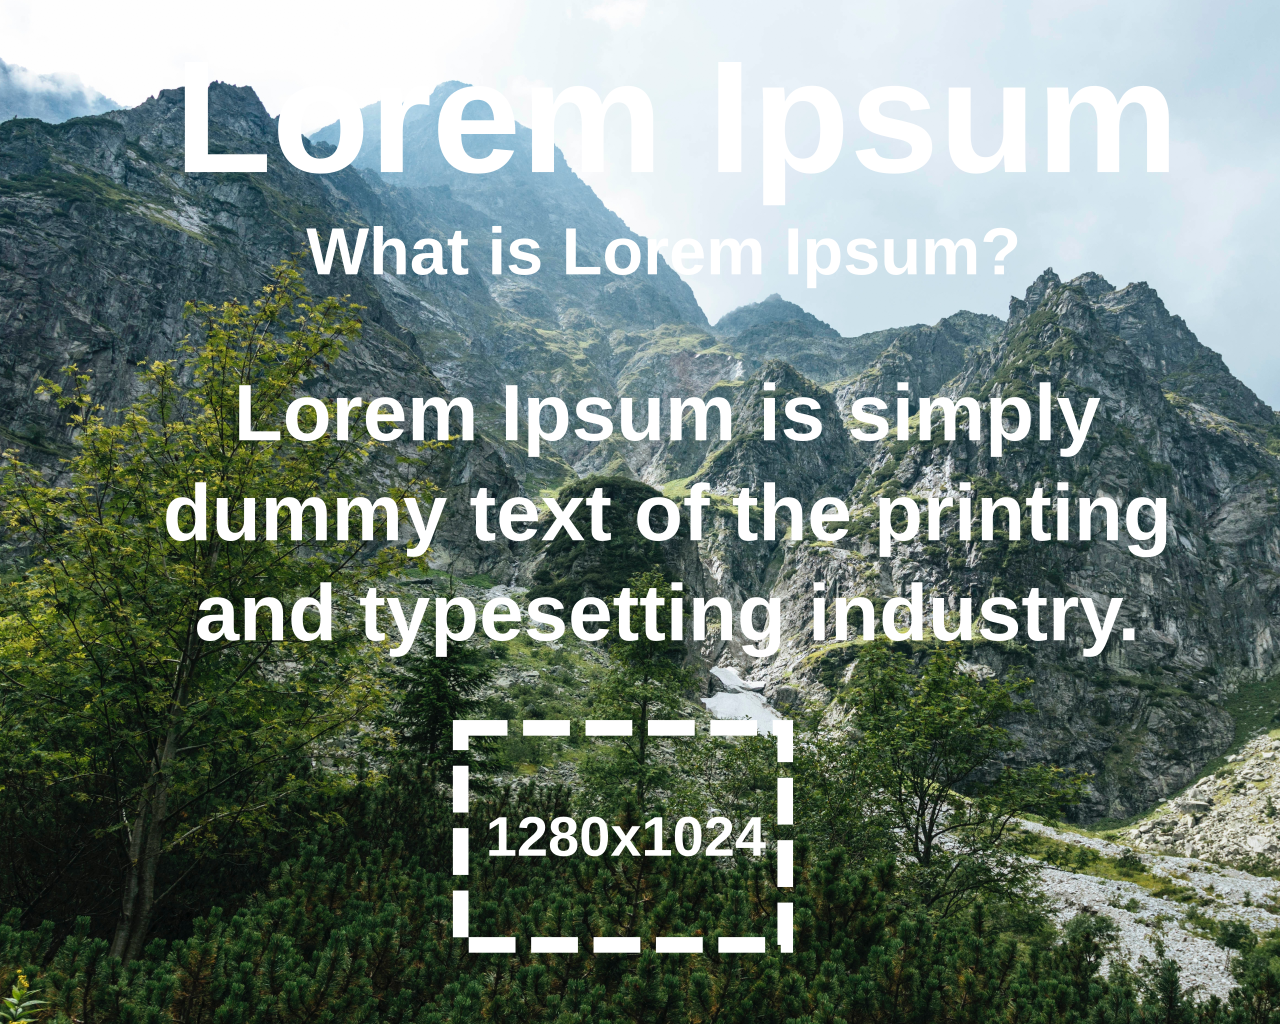 Lorem Ipsum
What is Lorem Ipsum?
Lorem Ipsum is simply
dummy text of the printing
and typesetting industry.
1280x1024